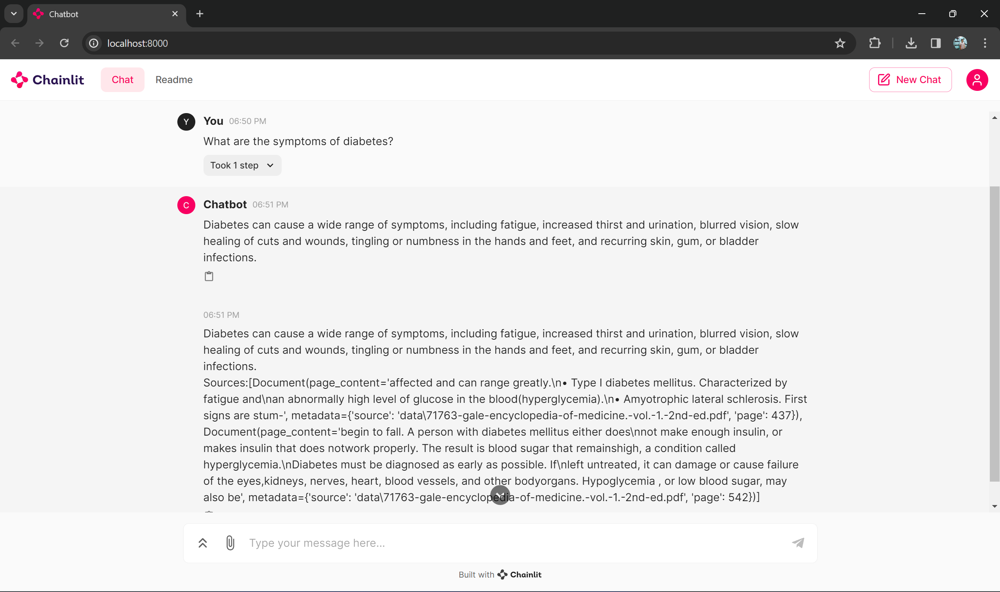 Chatbot
localhost:8000
Chainlit
Chat
Readme
New Chat
Y
You 06:50 PM
What are the symptoms of diabetes?
Took 1 step
C
Chatbot 06:51 PM
Diabetes can cause a wide range of symptoms, including fatigue, increased thirst and urination, blurred vision, slow
healing of cuts and wounds, tingling or numbness in the hands and feet, and recurring skin, gum, or bladder
infections.
06:51 PM
Diabetes can cause a wide range of symptoms, including fatigue, increased thirst and urination, blurred vision, slow
healing of cuts and wounds, tingling or numbness in the hands and feet, and recurring skin, gum, or bladder
infections.
Sources:[Document(page_content='affected and can range greatly.\n• Type I diabetes mellitus. Characterized by
fatigue and\nan abnormally high level of glucose in the blood(hyperglycemia).\n• Amyotrophic lateral schlerosis. First
signs are stum-', metadata={'source': 'data\71763-gale-encyclopedia-of-medicine.-vol.-1.-2nd-ed.pdf', 'page': 437}),
Document(page_content='begin to fall. A person with diabetes mellitus either does\nnot make enough insulin, or
makes insulin that does notwork properly. The result is blood sugar that remainshigh, a condition called
hyperglycemia.\nDiabetes must be diagnosed as early as possible. If\nleft untreated, it can damage or cause failure
of the eyes,kidneys, nerves, heart, blood vessels, and other bodyorgans. Hypoglycemia , or low blood sugar, may
also be', metadata={'source': 'data\71763-gale-encyclopedia-of-medicine.-vol.-1.-2nd-ed.pdf', 'page': 542})]
Type your message here...
Built with Chainlit